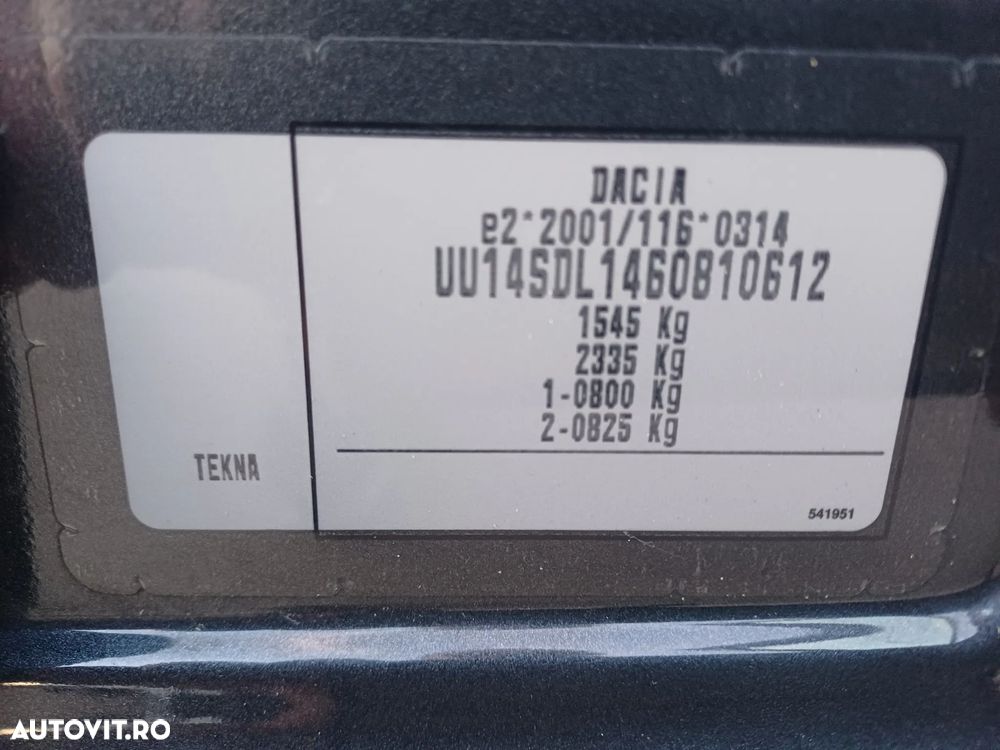 DACIA
e2*2001/116*0314
UU14SDL1460810612
1545 Kg
2335 Kg
1-0800 Kg
2-0825 Kg
TEKNA
541951
AUTOVIT.RO